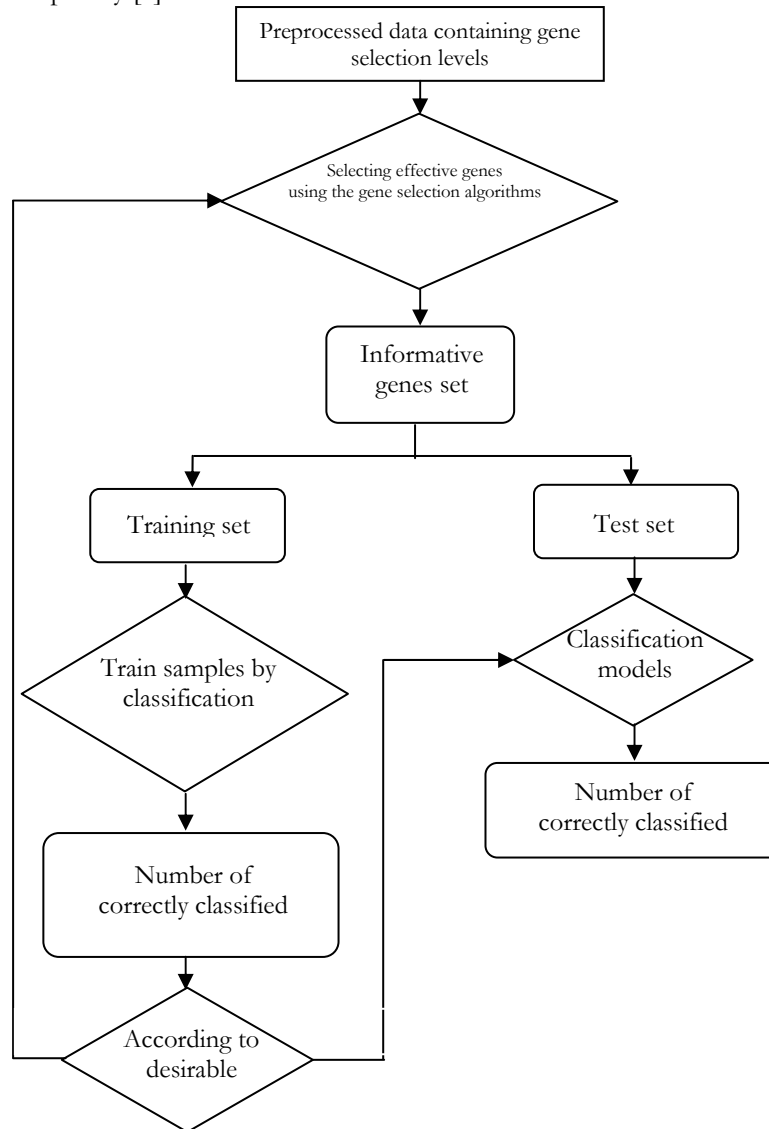 Preprocessed data containing gene
selection levels
Selecting effective genes
using the gene selection algorithms
Informative
genes set
Training set
Test set
Train samples by
classification
Classification
models
Number of
correctly classified
Number of
correctly classified
According to
desirable